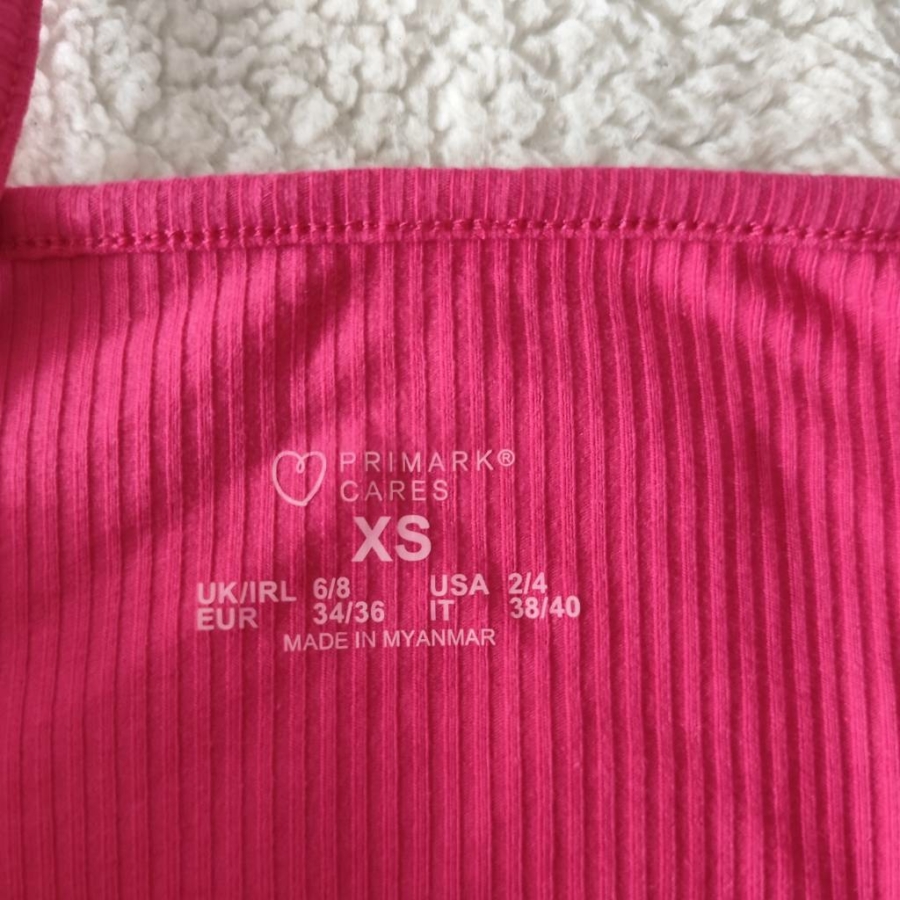 PRIMARK®
CARES
XS
UK/IRL 6/8 USA 2/4
EUR 34/36 IT 38/40
MADE IN MYANMAR